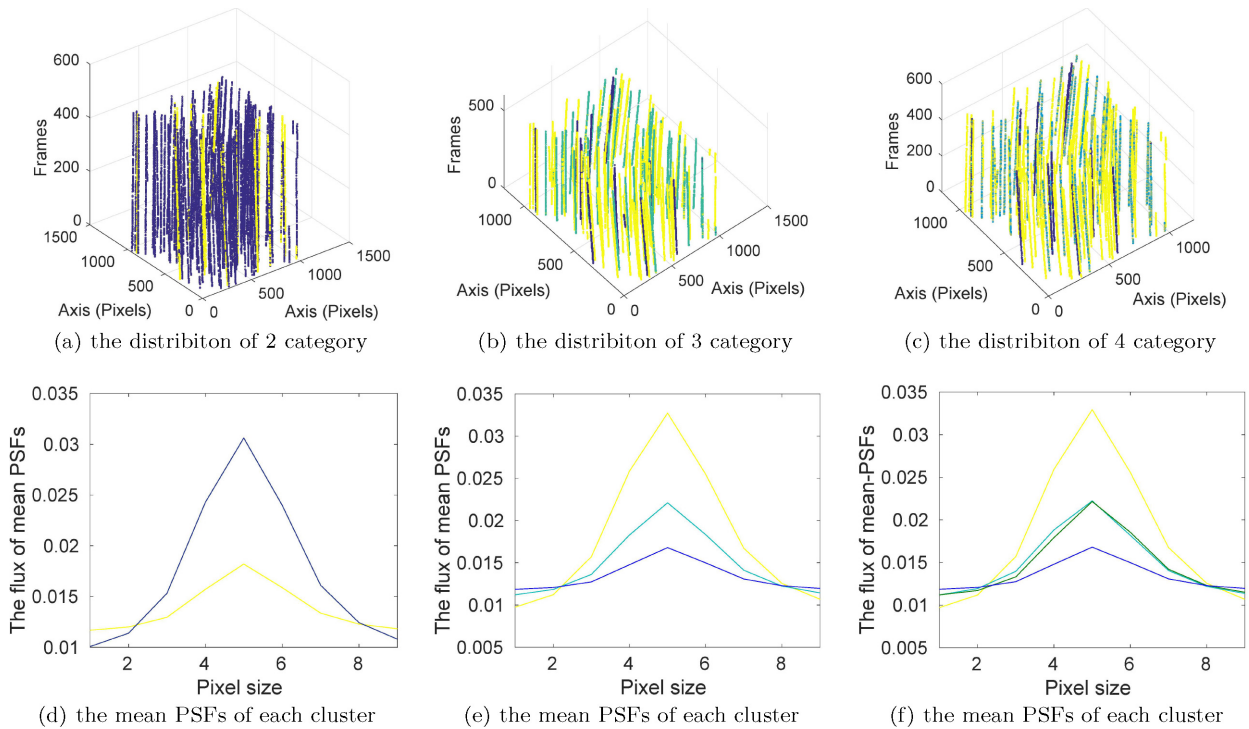 600
400
200
0
Frames
1500
1000
500
0
Axis (Pixels)
0
500
1000
1500
Axis (Pixels)
(a) the distribiton of 2 category
500
0
Frames
1000
500
0
Axis (Pixels)
0
500
1000
1500
Axis (Pixels)
(b) the distribiton of 3 category
600
400
200
0
Frames
1000
500
0
Axis (Pixels)
0
500
1000
Axis (Pixels)
(c) the distribiton of 4 category
0.035
0.03
0.025
0.02
0.015
0.01
The flux of mean PSFs
2 4 6 8
Pixel size
(d) the mean PSFs of each cluster
0.035
0.03
0.025
0.02
0.015
0.01
0.005
The flux of mean PSFs
2 4 6 8
Pixel size
(e) the mean PSFs of each cluster
0.035
0.03
0.025
0.02
0.015
0.01
0.005
The flux of mean-PSFs
2 4 6 8
Pixel size
(f) the mean PSFs of each cluster